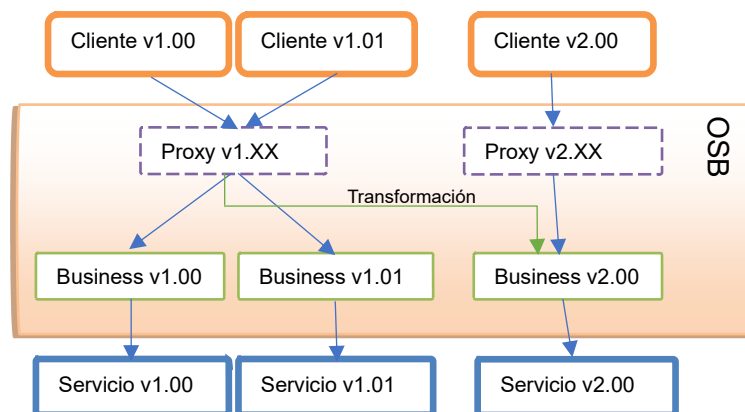 Cliente v1.00
Cliente v1.01
Cliente v2.00
OSB
Proxy v1.XX
Proxy v2.XX
Transformación
Business v1.00
Business v1.01
Business v2.00
Servicio v1.00
Servicio v1.01
Servicio v2.00